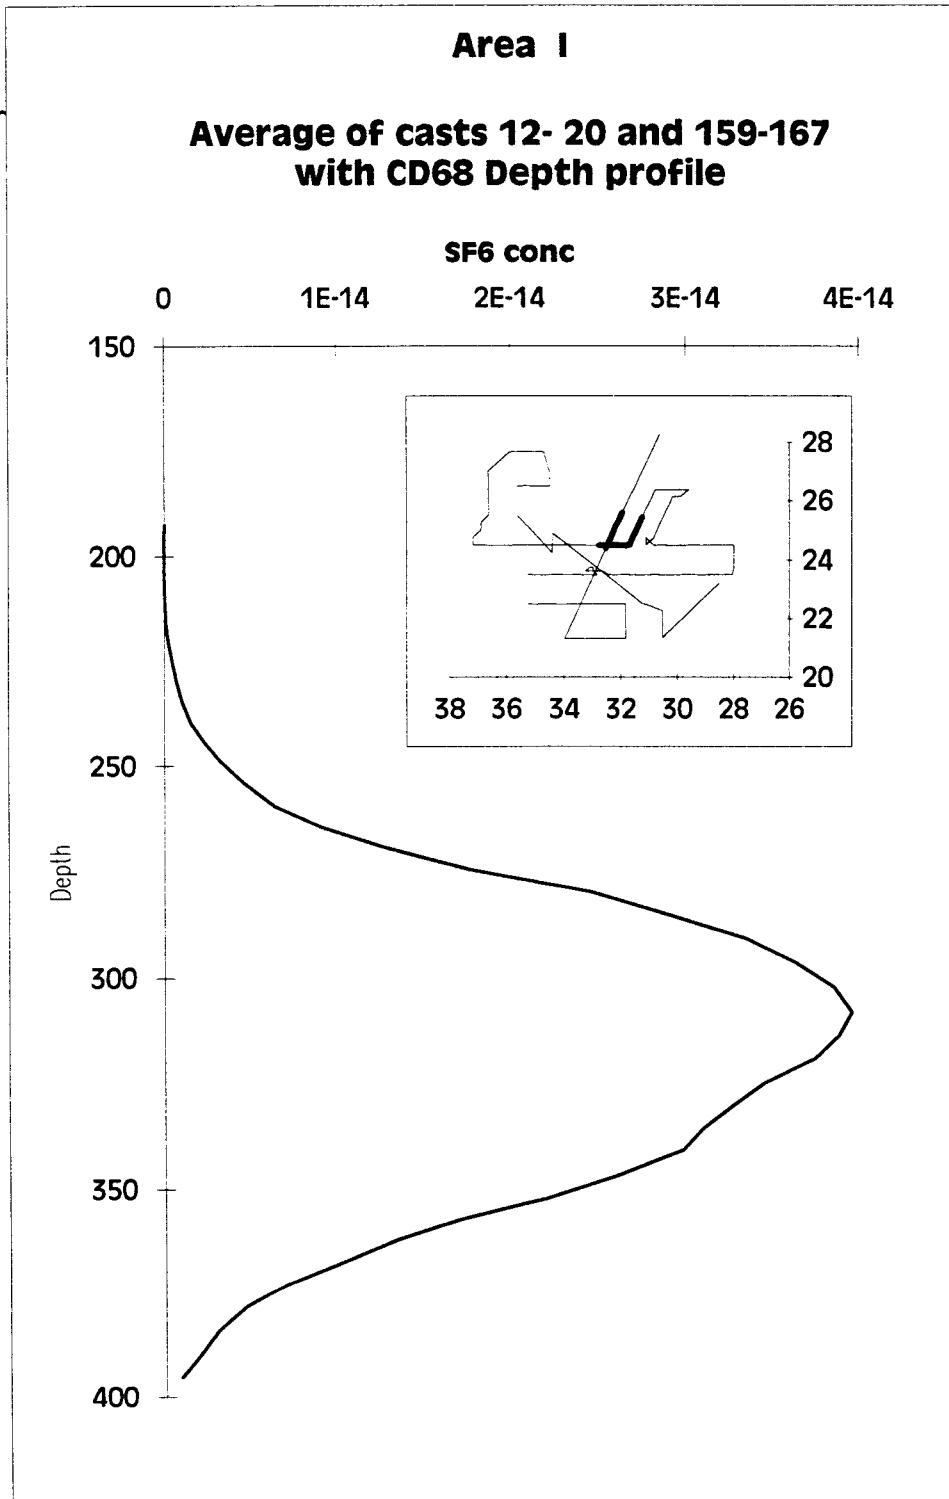 Area I
Average of casts 12- 20 and 159-167
with CD68 Depth profile
SF6 conc
0 1E-14 2E-14 3E-14 4E-14
150
200
250
300
350
400
Depth
28
26
24
22
20
38 36 34 32 30 28 26